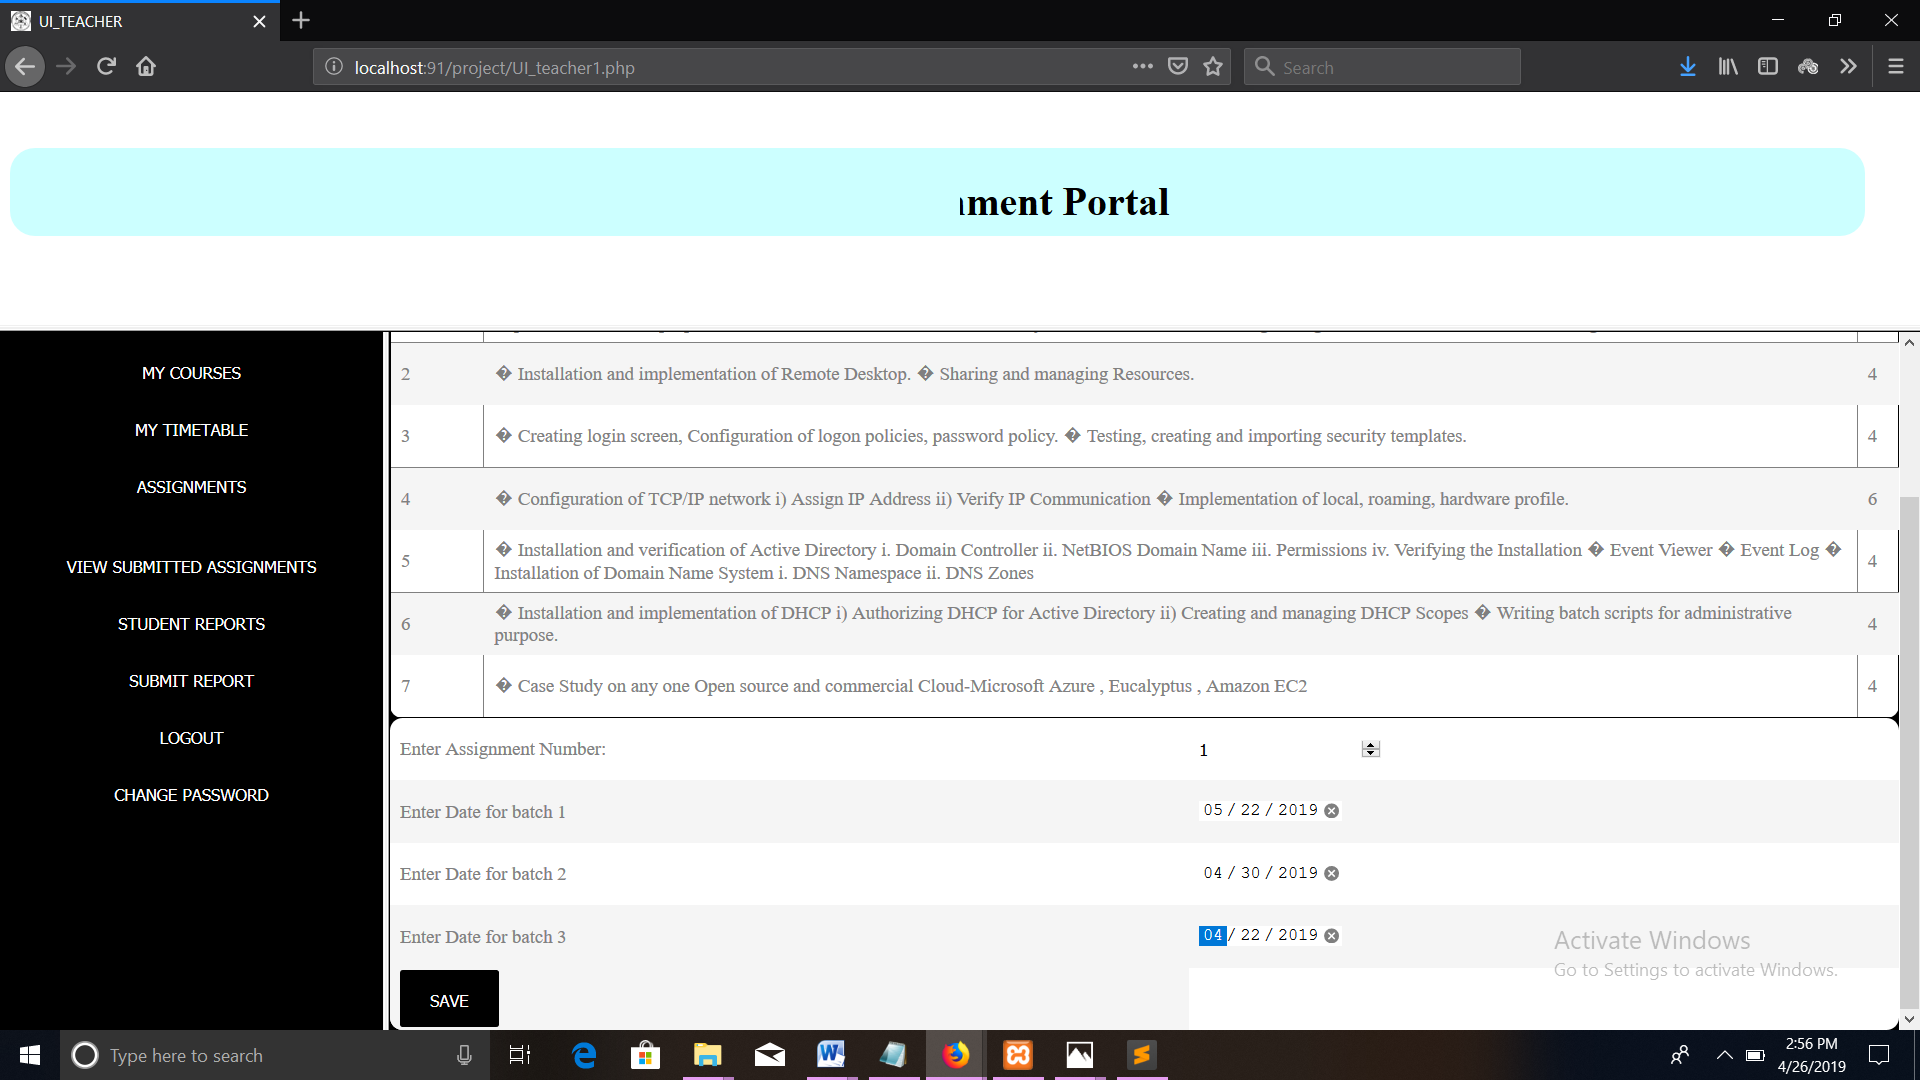 UI_TEACHER
localhost:91/project/UI_teacher1.php
Search
ment Portal
MY COURSES
MY TIMETABLE
ASSIGNMENTS
VIEW SUBMITTED ASSIGNMENTS
STUDENT REPORTS
SUBMIT REPORT
LOGOUT
CHANGE PASSWORD
2 � Installation and implementation of Remote Desktop. � Sharing and managing Resources. 4
3 � Creating login screen, Configuration of logon policies, password policy. � Testing, creating and importing security templates. 4
4 � Configuration of TCP/IP network i) Assign IP Address ii) Verify IP Communication � Implementation of local, roaming, hardware profile. 6
5 � Installation and verification of Active Directory i. Domain Controller ii. NetBIOS Domain Name iii. Permissions iv. Verifying the Installation � Event Viewer � Event Log �
Installation of Domain Name System i. DNS Namespace ii. DNS Zones 4
6 � Installation and implementation of DHCP i) Authorizing DHCP for Active Directory ii) Creating and managing DHCP Scopes � Writing batch scripts for administrative
purpose. 4
7 � Case Study on any one Open source and commercial Cloud-Microsoft Azure , Eucalyptus , Amazon EC2 4
Enter Assignment Number: 1
Enter Date for batch 1 05 / 22 / 2019
Enter Date for batch 2 04 / 30 / 2019
Enter Date for batch 3 04 / 22 / 2019
SAVE
Activate Windows
Go to Settings to activate Windows.
Type here to search
2:56 PM
4/26/2019